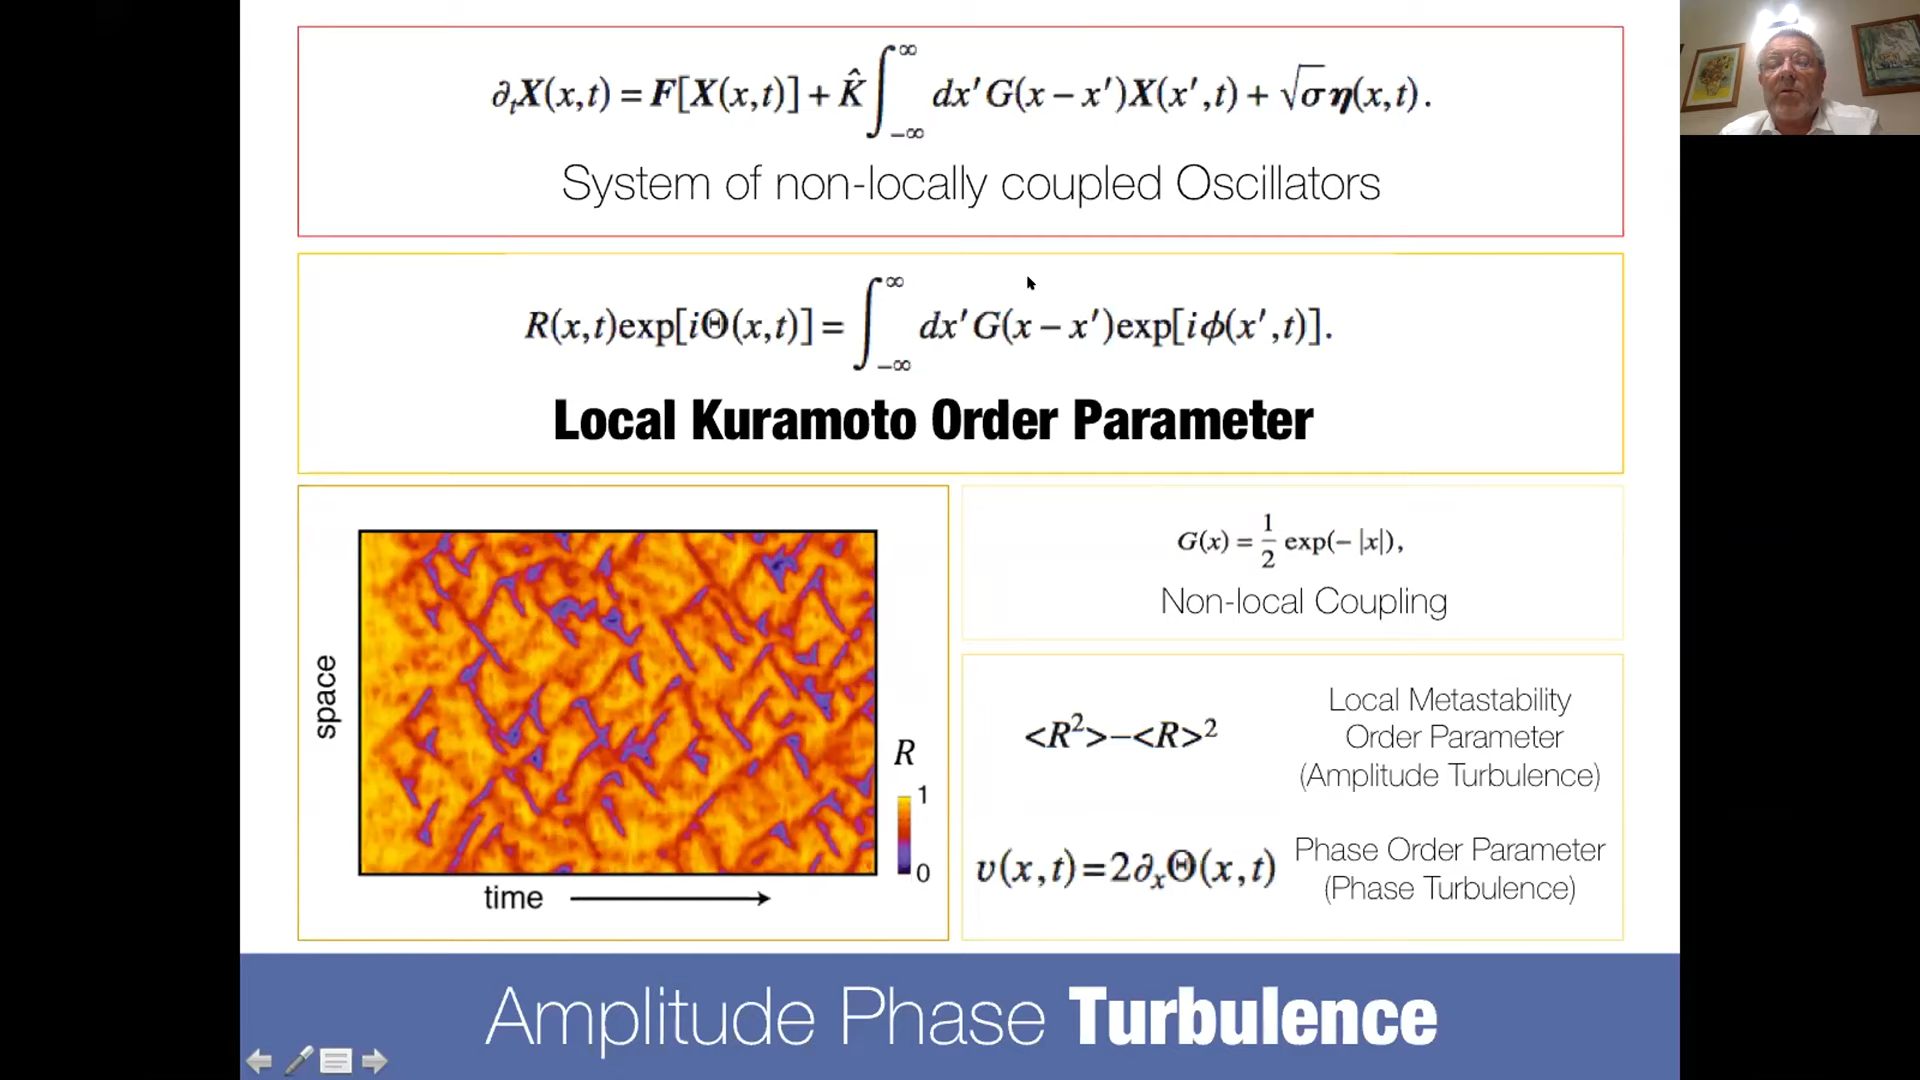 ∂ₜX(x,t) = F[X(x,t)] + K̂ ∫_{−∞}^{∞} dx′G(x − x′)X(x′,t) + √σ η(x,t).
System of non-locally coupled Oscillators
R(x,t)exp[iΘ(x,t)] = ∫_{−∞}^{∞} dx′G(x − x′)exp[iϕ(x′,t)].
Local Kuramoto Order Parameter
space
time
R
1
0
G(x) = 1/2 exp(− |x|),
Non-local Coupling
<R²>−<R>²
Local Metastability
Order Parameter
(Amplitude Turbulence)
υ(x,t)=2∂ₓΘ(x,t)
Phase Order Parameter
(Phase Turbulence)
Amplitude Phase Turbulence